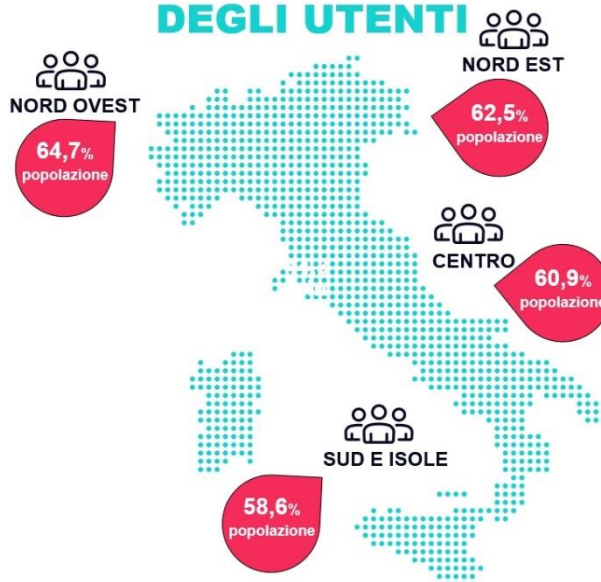 DEGLI UTENTI
NORD OVEST
64,7%
popolazione
NORD EST
62,5%
popolazione
CENTRO
60,9%
popolazione
SUD E ISOLE
58,6%
popolazione